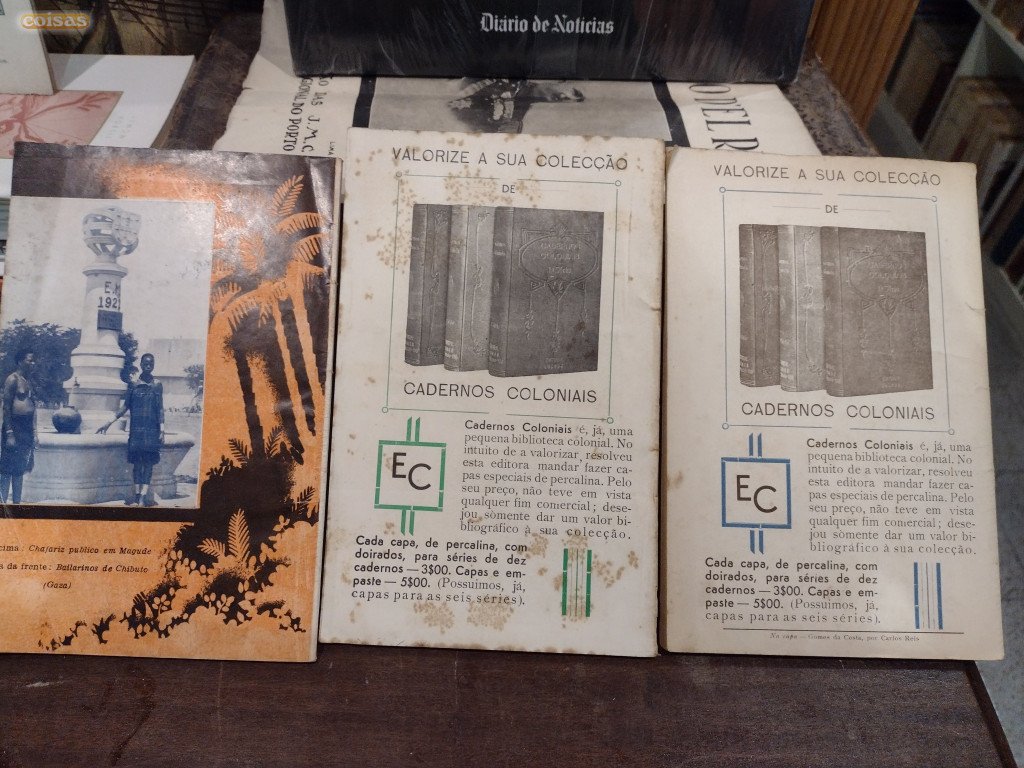 coisas
Diário de Notícias
DAS J.M.C
DO PORTO
O DEL R
E.M
192
cima: Chafariz publico em Magude
s da frente: Bailarinos de Chibuto
(Gaza)
VALORIZE A SUA COLECÇÃO
DE
CADERNOS COLONIAIS
EC
Cadernos Coloniais é, já, uma
pequena biblioteca colonial. No
intuito de a valorizar, resolveu
esta editora mandar fazer ca-
pas especiais de percalina. Pelo
seu preço, não teve em vista
qualquer fim comercial; dese-
jou sòmente dar um valor bi-
bliográfico à sua colecção.
Cada capa, de percalina, com
doirados, para séries de dez
cadernos — 3$00. Capas e em-
paste — 5$00. (Possuimos, já,
capas para as seis séries).
VALORIZE A SUA COLECÇÃO
DE
CADERNOS COLONIAIS
EC
Cadernos Coloniais é, já, uma
pequena biblioteca colonial. No
intuito de a valorizar, resolveu
esta editora mandar fazer ca-
pas especiais de percalina. Pelo
seu preço, não teve em vista
qualquer fim comercial; dese-
jou sòmente dar um valor bi-
bliográfico à sua colecção.
Cada capa, de percalina, com
doirados, para séries de dez
cadernos — 3$00. Capas e em-
paste — 5$00. (Possuimos, já,
capas para as seis séries).
Na capa — Gomes da Costa, por Carlos Reis